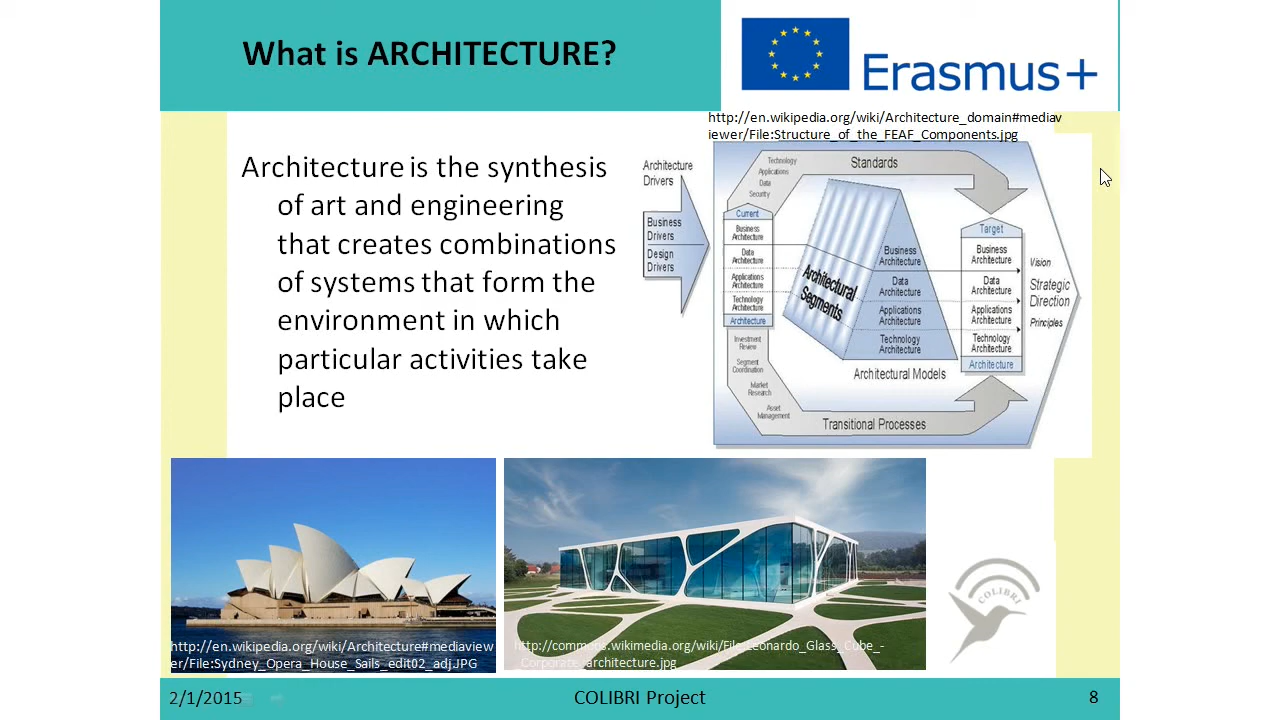 What is ARCHITECTURE?
Erasmus+
http://en.wikipedia.org/wiki/Architecture_domain#mediav
iewer/File:Structure_of_the_FEAF_Components.jpg
Architecture is the synthesis
of art and engineering
that creates combinations
of systems that form the
environment in which
particular activities take
place
Architecture
Drivers
Business
Drivers
Design
Drivers
Technology
Applications
Data
Security
Standards
Current
Business
Architecture
Data
Architecture
Applications
Architecture
Technology
Architecture
Architecture
Investment
Review
Segment
Coordination
Market
Research
Asset
Management
Architectural
Segments
Business
Architecture
Data
Architecture
Applications
Architecture
Technology
Architecture
Architectural Models
Transitional Processes
Target
Business
Architecture
Data
Architecture
Applications
Architecture
Technology
Architecture
Architecture
Vision
Strategic
Direction
Principles
http://en.wikipedia.org/wiki/Architecture#mediaview
er/File:Sydney_Opera_House_Sails_edit02_adj.JPG
http://commons.wikimedia.org/wiki/File:Leonardo_Glass_Cube_-
_Corporate_architecture.jpg
COLIBRI
2/1/2015
COLIBRI Project
8